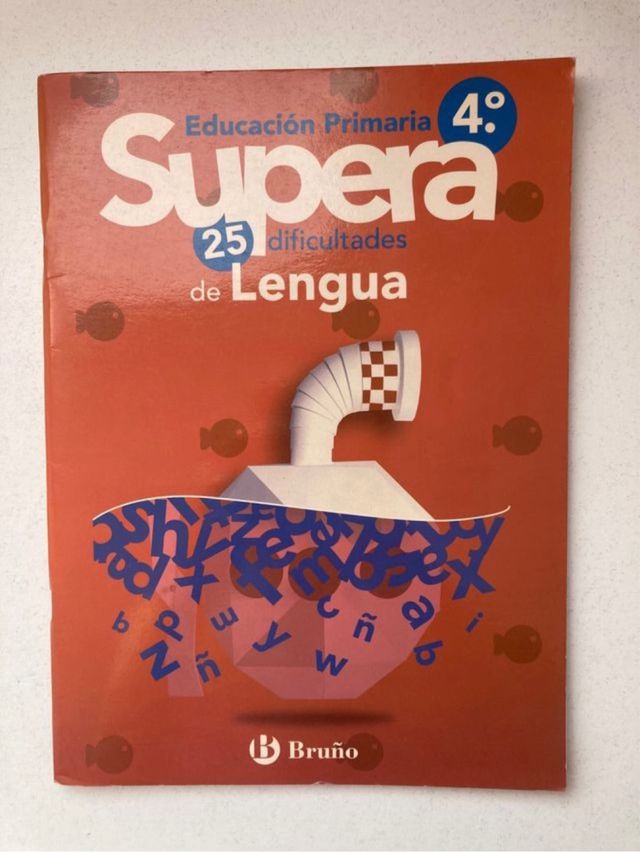 Educación Primaria 4.º
Supera
25 dificultades
de Lengua
b d m y c ñ a i
N ñ w b
B Bruño